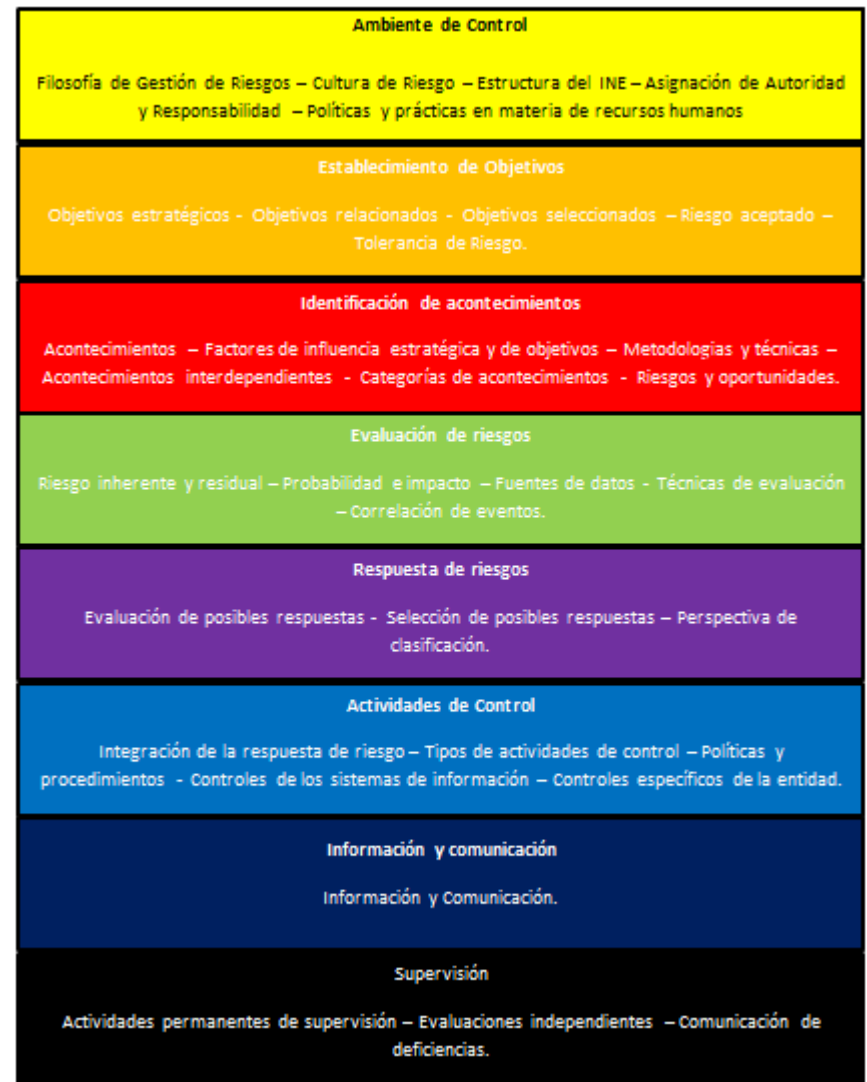 Ambiente de Control
Filosofía de Gestión de Riesgos – Cultura de Riesgo – Estructura del INE – Asignación de Autoridad
y Responsabilidad – Políticas y prácticas en materia de recursos humanos
Establecimiento de Objetivos
Objetivos estratégicos - Objetivos relacionados - Objetivos seleccionados – Riesgo aceptado –
Tolerancia de Riesgo.
Identificación de acontecimientos
Acontecimientos – Factores de influencia estratégica y de objetivos – Metodologias y técnicas –
Acontecimientos interdependientes - Categorías de acontecimientos - Riesgos y oportunidades.
Evaluación de riesgos
Riesgo inherente y residual – Probabilidad e impacto – Fuentes de datos - Técnicas de evaluación
– Correlación de eventos.
Respuesta de riesgos
Evaluación de posibles respuestas - Selección de posibles respuestas – Perspectiva de
clasificación.
Actividades de Control
Integración de la respuesta de riesgo – Tipos de actividades de control – Políticas y
procedimientos - Controles de los sistemas de información – Controles específicos de la entidad.
Información y comunicación
Información y Comunicación.
Supervisión
Actividades permanentes de supervisión – Evaluaciones independientes – Comunicación de
deficiencias.